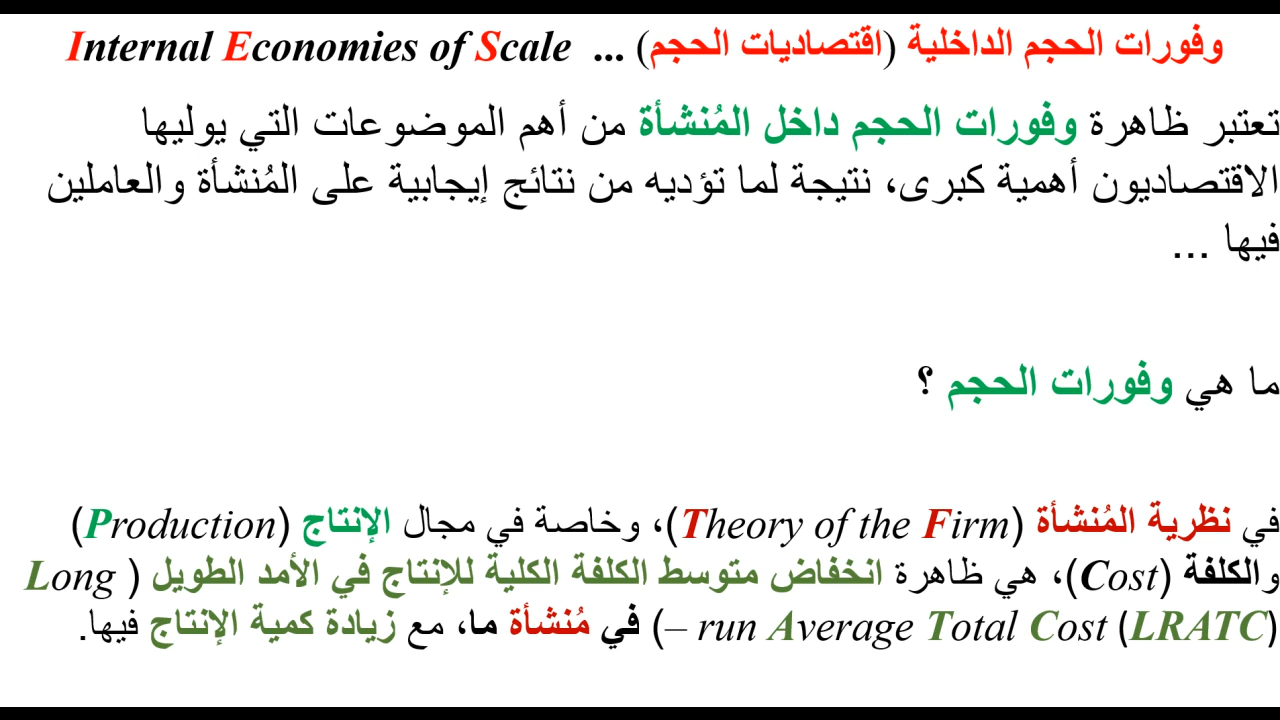 وفورات الحجم الداخلية (اقتصاديات الحجم) ... Internal Economies of Scale
تعتبر ظاهرة وفورات الحجم داخل المُنشأة من أهم الموضوعات التي يوليها
الاقتصاديون أهمية كبرى، نتيجة لما تؤديه من نتائج إيجابية على المُنشأة والعاملين
فيها ...
ما هي وفورات الحجم ؟
في نظرية المُنشأة (Theory of the Firm)، وخاصة في مجال الإنتاج (Production)
والكلفة (Cost)، هي ظاهرة انخفاض متوسط الكلفة الكلية للإنتاج في الأمد الطويل ( Long
– run Average Total Cost (LRATC)) في مُنشأة ما، مع زيادة كمية الإنتاج فيها.